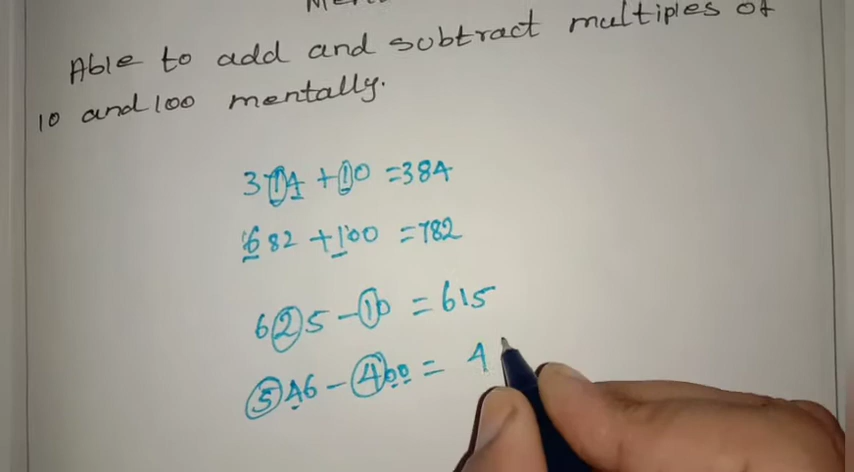 Able to add and subtract multiples of
10 and 100 mentally.
374 + 10 = 384
682 + 100 = 782
625 - 10 = 615
546 - 400 = 4